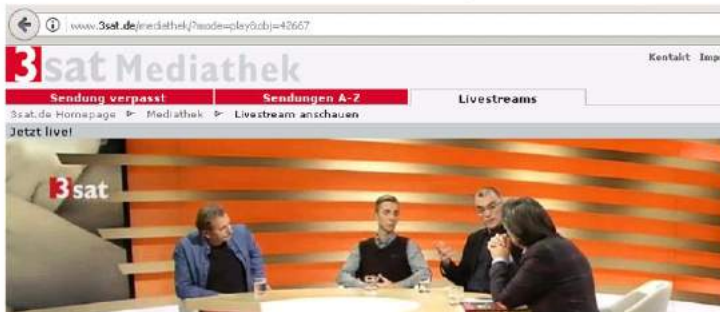 www.3sat.de/mediathek/?mode=play&obj=42667
3sat Mediathek
Kontakt Imp
Sendung verpasst Sendungen A-Z Livestreams
3sat.de Homepage Mediathek Livestream anschauen
Jetzt live!
3sat